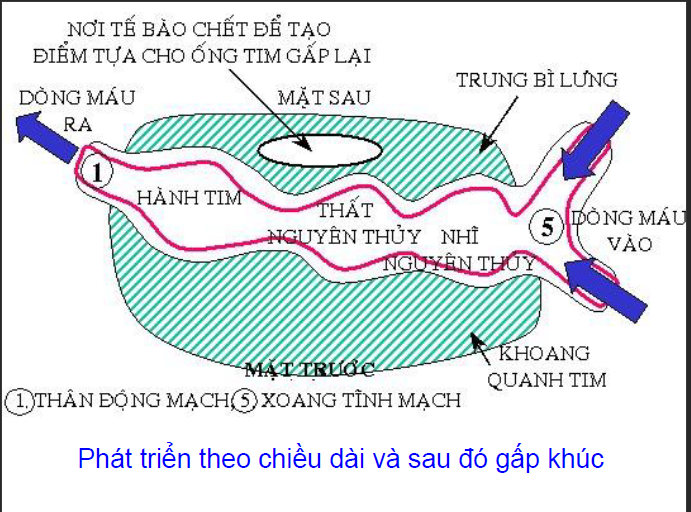 NƠI TẾ BÀO CHẾT ĐỂ TẠO
ĐIỂM TỰA CHO ỐNG TIM GẤP LẠI
TRUNG BÌ LƯNG
DÒNG MÁU
RA
MẶT SAU
1
HÀNH TIM
THẤT
NGUYÊN THỦY
NHĨ
NGUYÊN THỦY
5
DÒNG MÁU
VÀO
KHOANG
QUANH TIM
MẶT TRƯỚC
1. THÂN ĐỘNG MẠCH, 5 XOANG TĨNH MẠCH
Phát triển theo chiều dài và sau đó gấp khúc